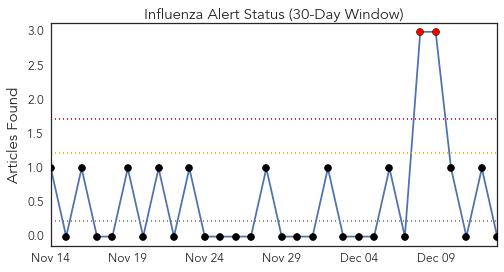 Influenza Alert Status (30-Day Window)
Articles Found
3.0
2.5
2.0
1.5
1.0
0.5
0.0
Nov 14 Nov 19 Nov 24 Nov 29 Dec 04 Dec 09